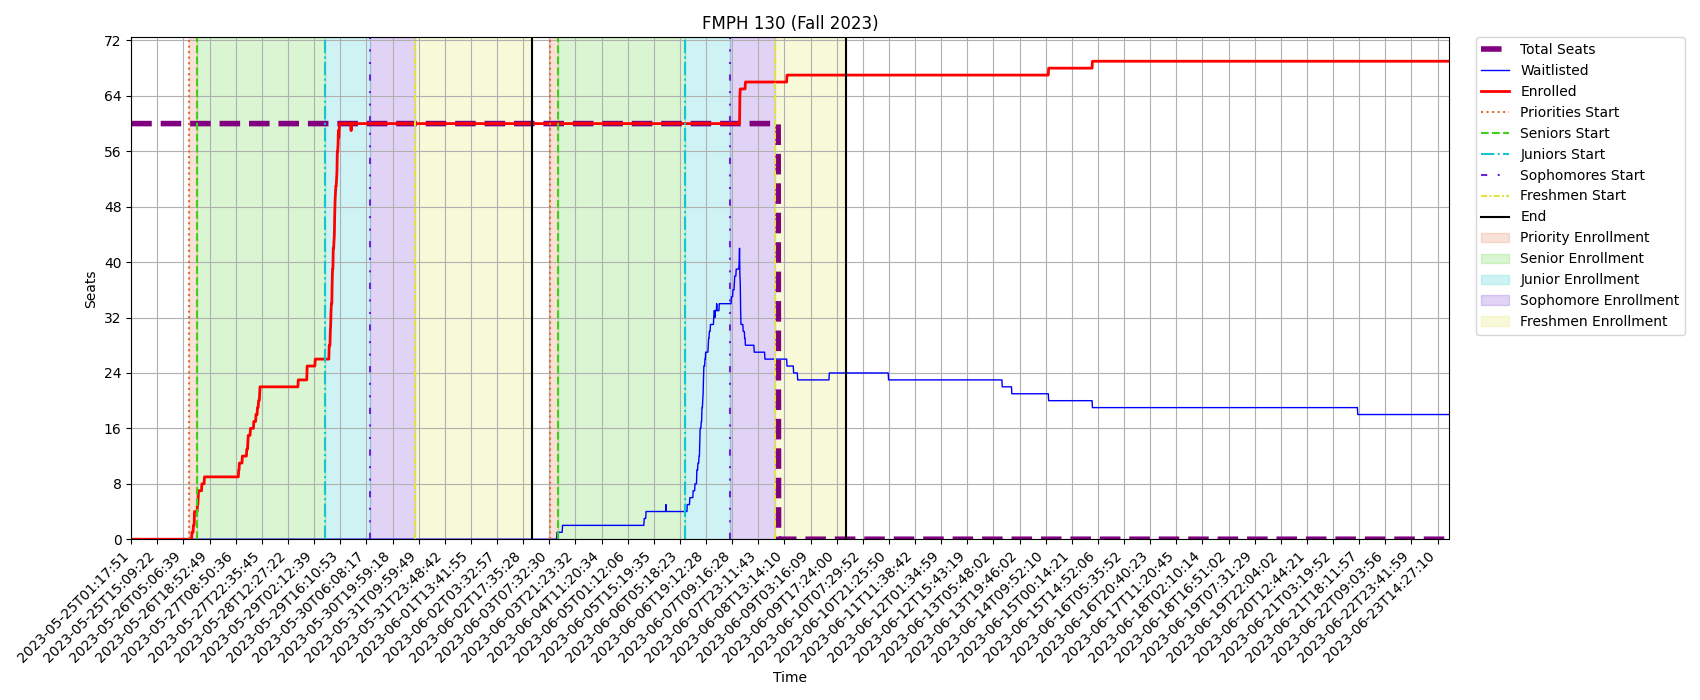 FMPH 130 (Fall 2023)
72
64
56
48
40
32
24
16
8
0
Seats
2023-05-25T01:17:51
2023-05-25T15:09:22
2023-05-26T05:06:39
2023-05-26T18:52:49
2023-05-27T08:50:36
2023-05-27T22:35:45
2023-05-28T12:27:22
2023-05-29T02:12:39
2023-05-29T16:10:53
2023-05-30T06:08:17
2023-05-30T19:59:18
2023-05-31T09:59:49
2023-05-31T23:48:42
2023-06-01T13:41:55
2023-06-02T03:32:57
2023-06-02T17:35:28
2023-06-03T07:32:30
2023-06-03T21:23:32
2023-06-04T11:20:34
2023-06-05T01:12:06
2023-06-05T15:19:35
2023-06-06T05:18:23
2023-06-06T19:12:28
2023-06-07T09:16:28
2023-06-07T23:11:43
2023-06-08T13:14:10
2023-06-09T03:16:09
2023-06-09T17:24:00
2023-06-10T07:29:52
2023-06-10T21:25:50
2023-06-11T11:38:42
2023-06-12T01:34:59
2023-06-12T15:43:19
2023-06-13T05:48:02
2023-06-13T19:46:02
2023-06-14T09:52:10
2023-06-15T00:14:21
2023-06-15T14:52:06
2023-06-16T05:35:52
2023-06-16T20:40:23
2023-06-17T11:20:45
2023-06-18T02:10:14
2023-06-18T16:51:02
2023-06-19T07:31:29
2023-06-19T22:04:02
2023-06-20T12:44:21
2023-06-21T03:19:52
2023-06-21T18:11:57
2023-06-22T09:03:56
2023-06-22T23:41:59
2023-06-23T14:27:10
Time
Total Seats
Waitlisted
Enrolled
Priorities Start
Seniors Start
Juniors Start
Sophomores Start
Freshmen Start
End
Priority Enrollment
Senior Enrollment
Junior Enrollment
Sophomore Enrollment
Freshmen Enrollment